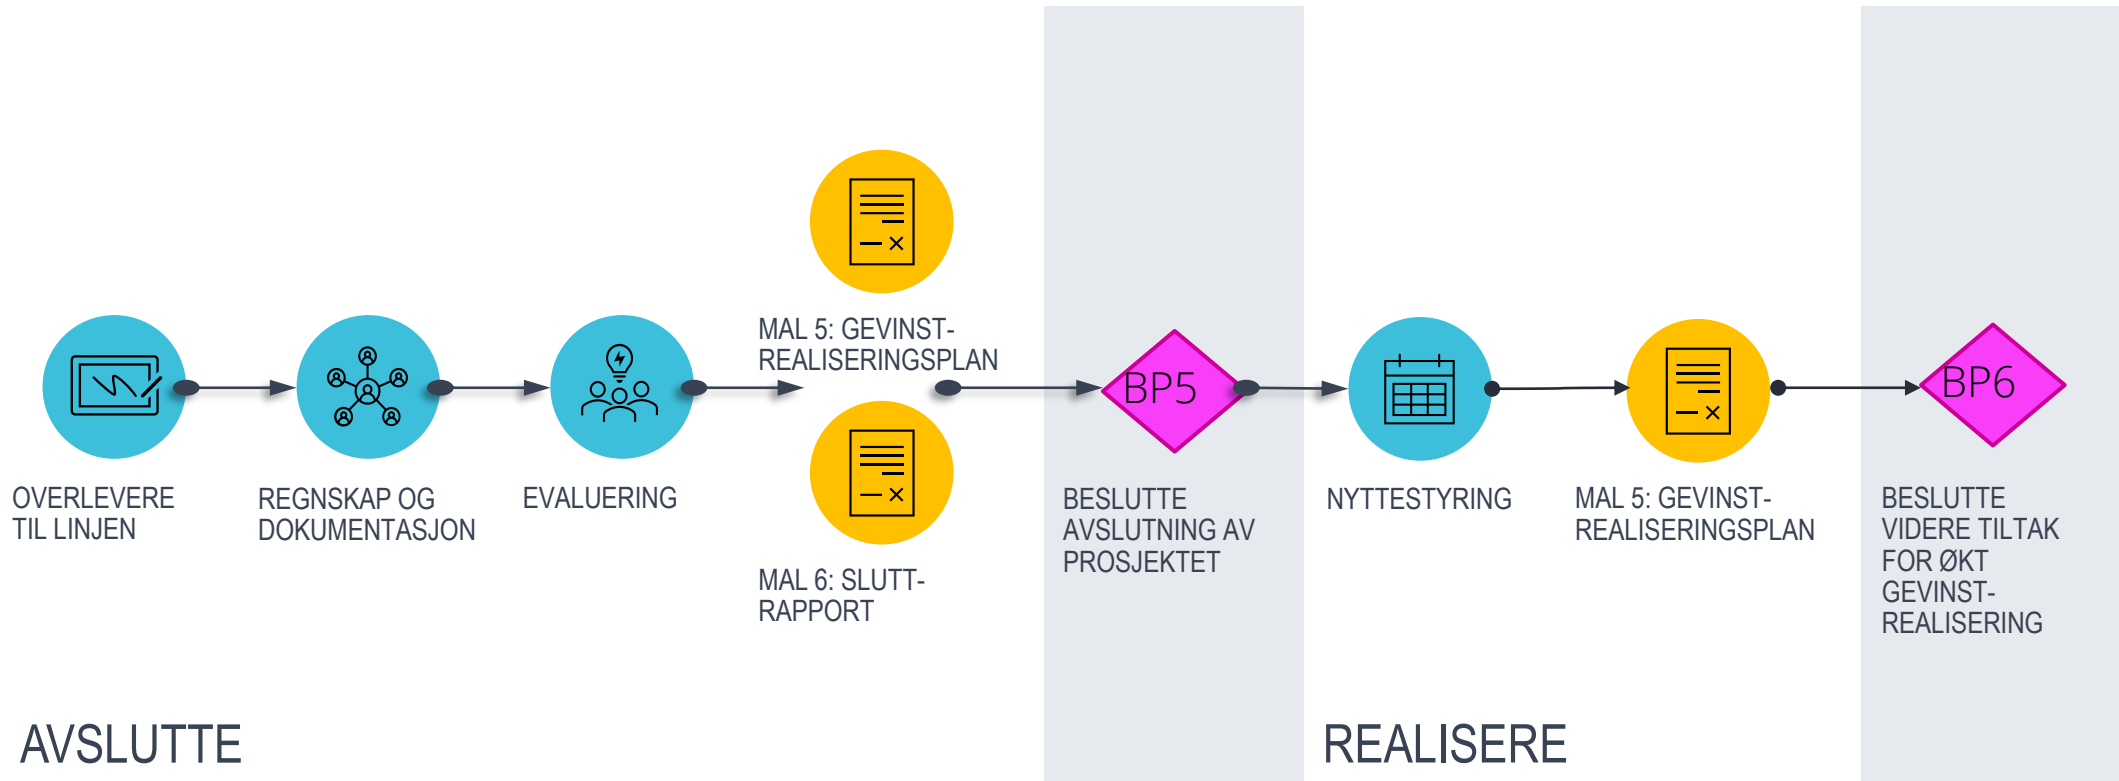 OVERLEVERE
TIL LINJEN
REGNSKAP OG
DOKUMENTASJON
EVALUERING
MAL 5: GEVINST-
REALISERINGSPLAN
MAL 6: SLUTT-
RAPPORT
BP5
BESLUTTE
AVSLUTNING AV
PROSJEKTET
NYTTESTYRING
MAL 5: GEVINST-
REALISERINGSPLAN
BP6
BESLUTTE
VIDERE TILTAK
FOR ØKT
GEVINST-
REALISERING
AVSLUTTE
REALISERE